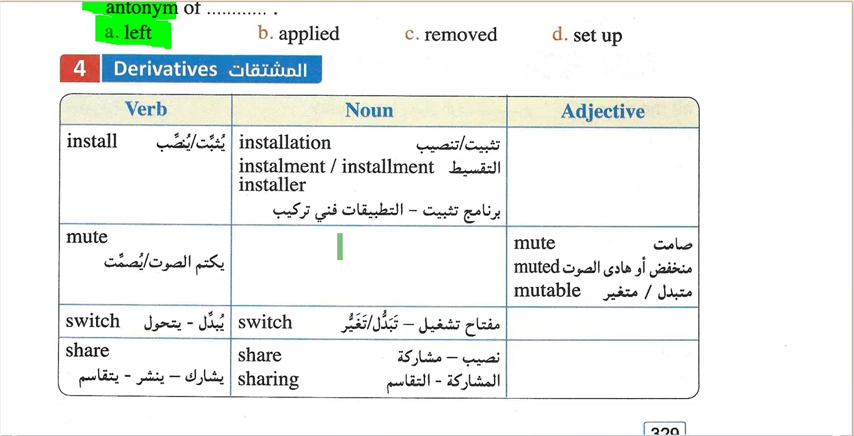 antonym of ............ .
a. left b. applied c. removed d. set up
4 Derivatives المشتقات
Verb Noun Adjective
install يُثبِّت/يُنصِّب installation تثبيت/تنصيب
instalment / installment التقسيط
installer
برنامج تثبيت – التطبيقات فني تركيب
mute mute صامت
يكتم الصوت/يُصمِّت muted منخفض أو هادى الصوت
mutable متبدل / متغير
switch يُبدِّل - يتحول switch مفتاح تشغيل – تَبَدُّل/تَغَيُّر
share share نصيب – مشاركة
يشارك – ينشر - يتقاسم sharing المشاركة - التقاسم
329